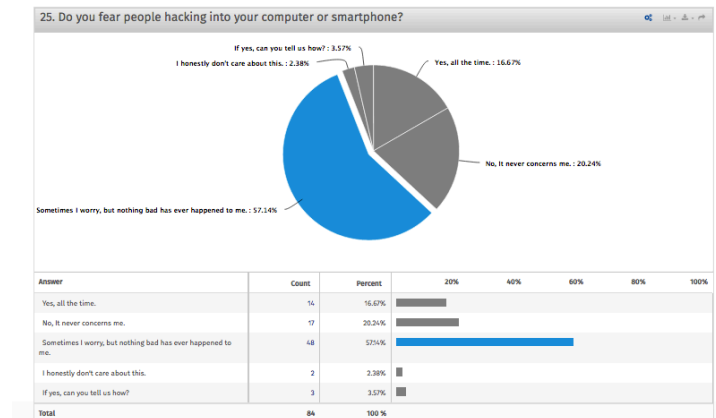 25. Do you fear people hacking into your computer or smartphone?
If yes, can you tell us how? : 3.57%
I honestly don't care about this. : 2.38%
Yes, all the time. : 16.67%
No, It never concerns me. : 20.24%
Sometimes I worry, but nothing bad has ever happened to me. : 57.14%
Answer Count Percent 20% 40% 60% 80% 100%
Yes, all the time. 14 16.67%
No, It never concerns me. 17 20.24%
Sometimes I worry, but nothing bad has ever happened to 48 57.14%
me.
I honestly don't care about this. 2 2.38%
If yes, can you tell us how? 3 3.57%
Total 84 100 %